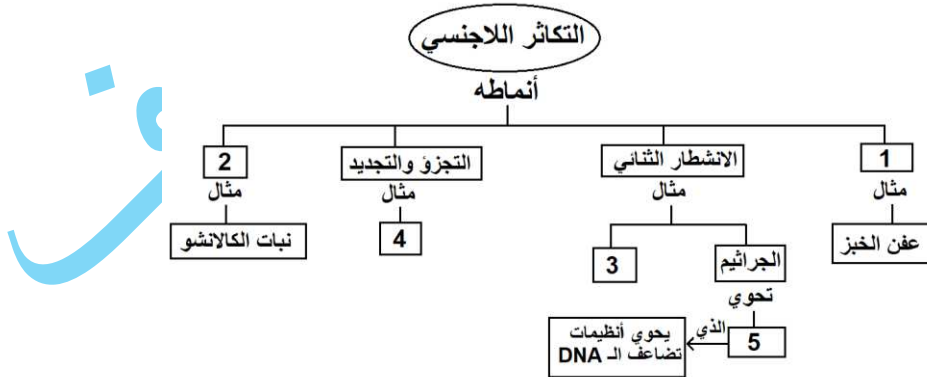 التكاثر اللاجنسي
أنماطه
1
الانشطار الثنائي
التجزؤ والتجديد
2
مثال
مثال
مثال
مثال
عفن الخبز
الجراثيم
3
4
نبات الكالانشو
تحوي
5
الذي
يحوي أنظيمات
تضاعف الـ DNA